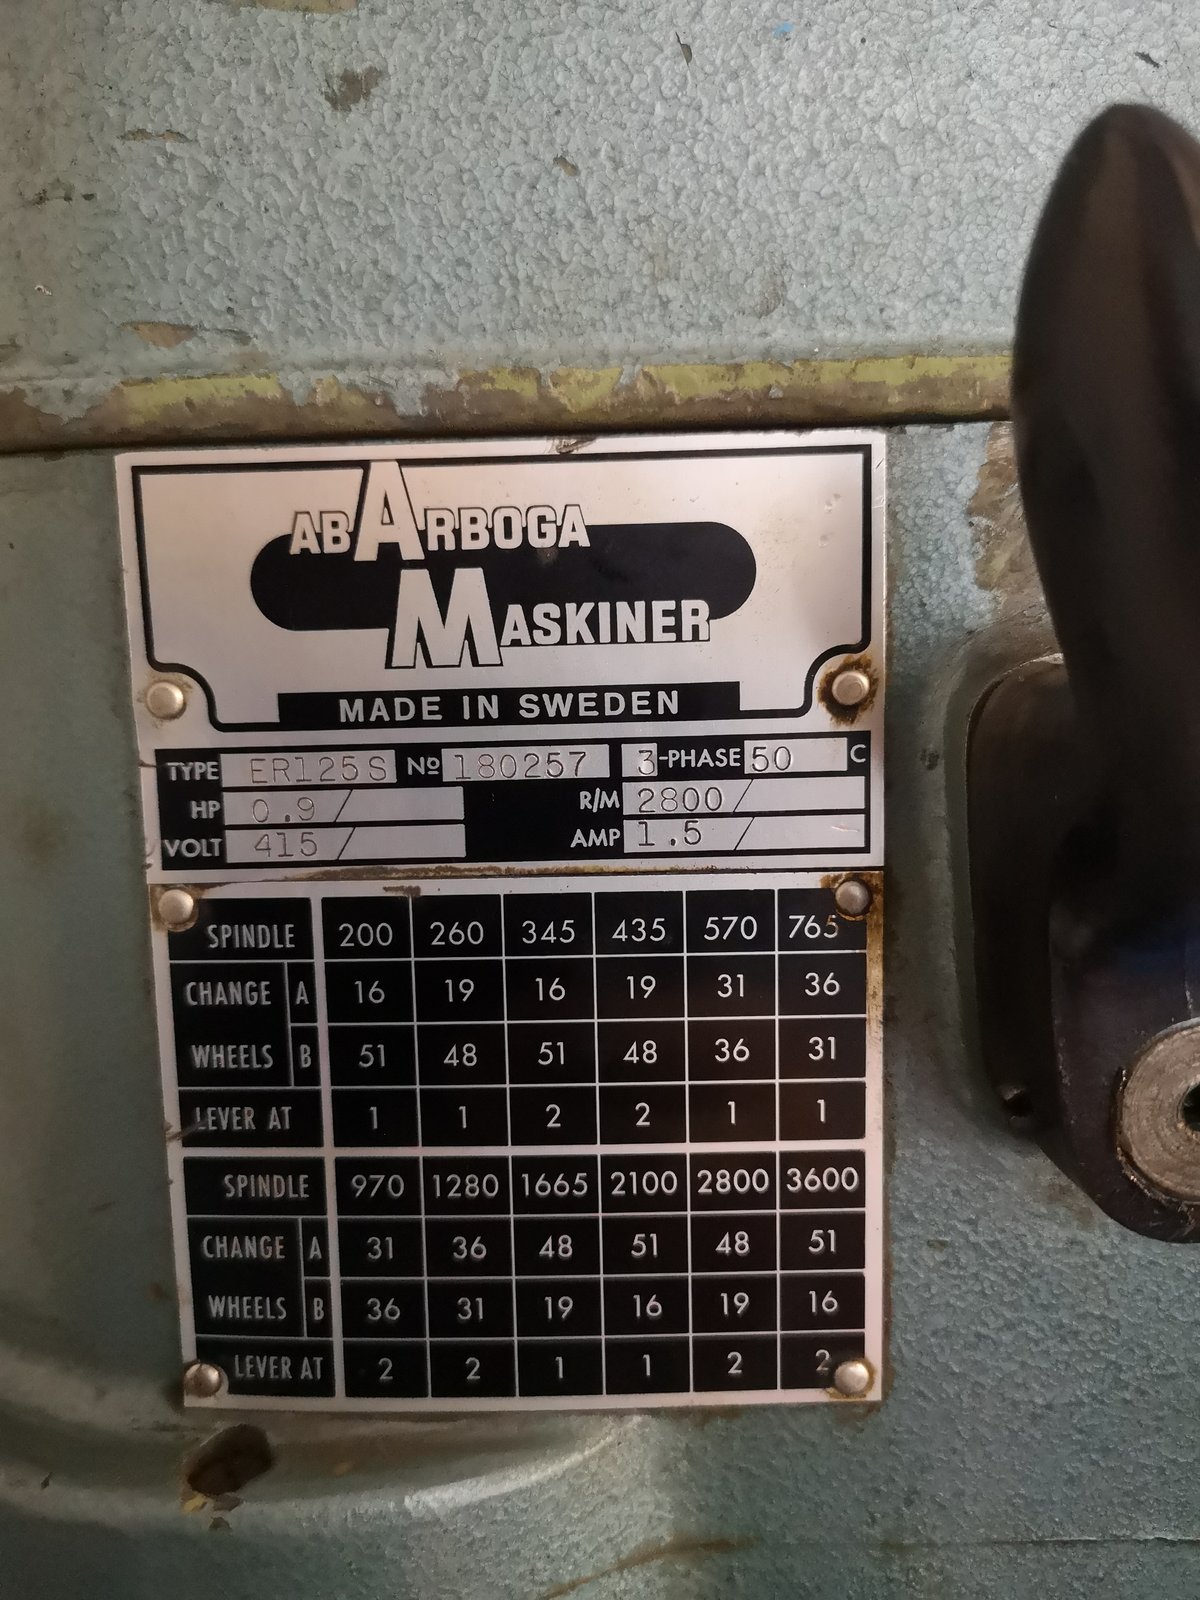 AB ARBOGA
MASKINER
MADE IN SWEDEN
TYPE ER125S Nº 180257 3-PHASE 50 C
HP 0.9/ R/M 2800/
VOLT 415/ AMP 1.5/
SPINDLE 200 260 345 435 570 765
CHANGE A 16 19 16 19 31 36
WHEELS B 51 48 51 48 36 31
LEVER AT 1 1 2 2 1 1
SPINDLE 970 1280 1665 2100 2800 3600
CHANGE A 31 36 48 51 48 51
WHEELS B 36 31 19 16 19 16
LEVER AT 2 2 1 1 2 2